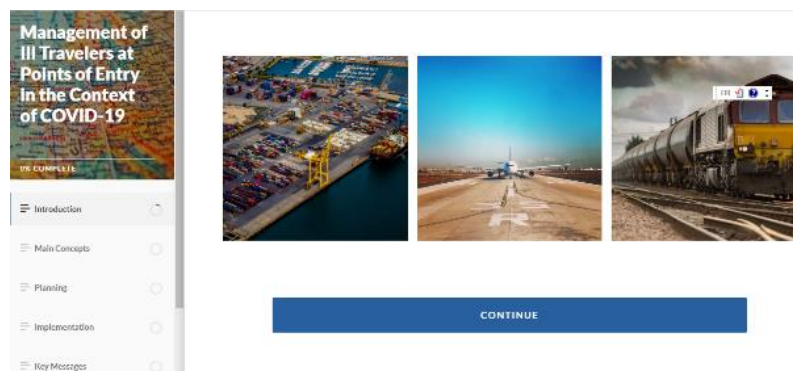 Management of
Ill Travelers at
Points of Entry
in the Context
of COVID-19
0% COMPLETE
Introduction
Main Concepts
Planning
Implementation
Key Messages
R
CONTINUE